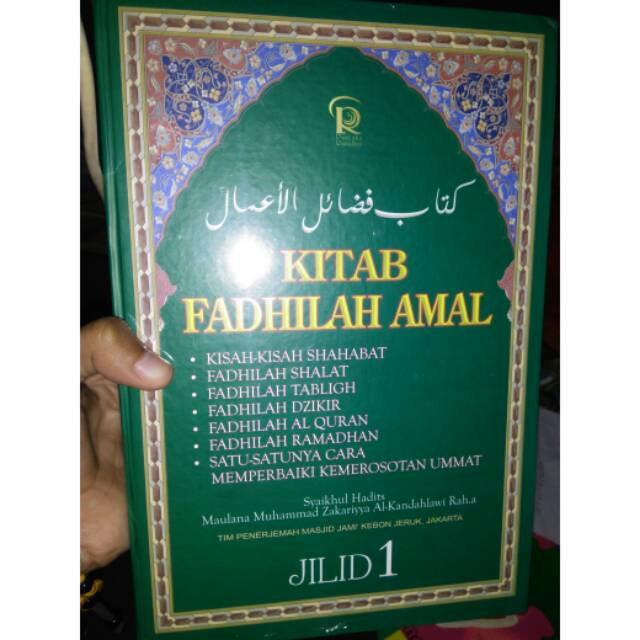 كتاب فضائل الأعمال
KITAB
FADHILAH AMAL
• KISAH-KISAH SHAHABAT
• FADHILAH SHALAT
• FADHILAH TABLIGH
• FADHILAH DZIKIR
• FADHILAH AL QURAN
• FADHILAH RAMADHAN
• SATU-SATUNYA CARA
MEMPERBAIKI KEMEROSOTAN UMMAT
Syaikhul Hadits
Maulana Muhammad Zakariyya Al-Kandahlawi Rah.a
TIM PENERJEMAH MASJID JAMI' KEBON JERUK, JAKARTA
JILID 1